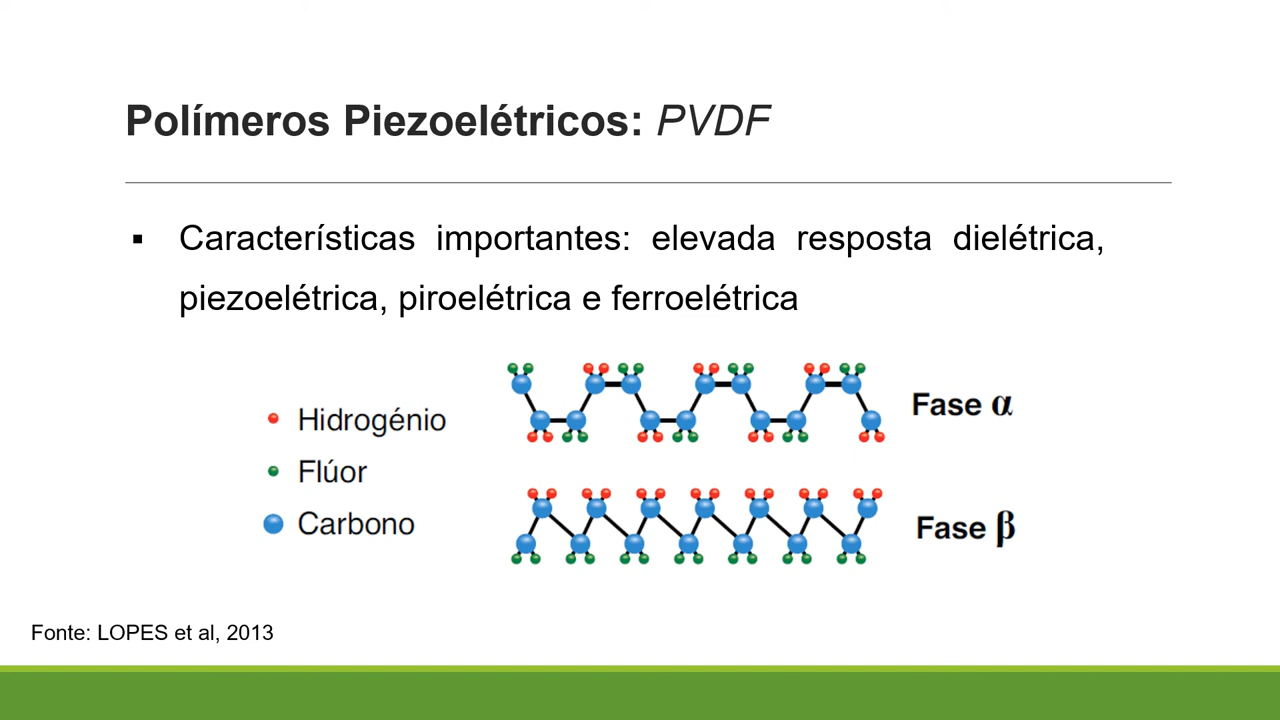 Polímeros Piezoelétricos: PVDF
▪ Características importantes: elevada resposta dielétrica,
piezoelétrica, piroelétrica e ferroelétrica
Hidrogénio
Flúor
Carbono
Fase α
Fase β
Fonte: LOPES et al, 2013